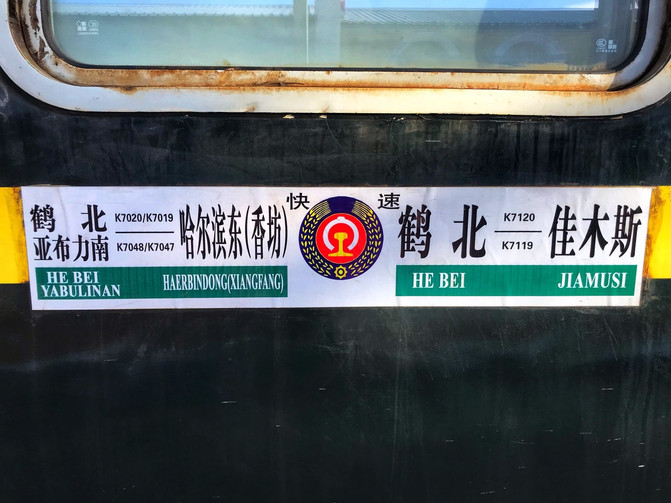 快速
鹤北 K7020/K7019 哈尔滨东(香坊)
亚布力南 K7048/K7047
HE BEI
YABULINAN HAERBINDONG(XIANGFANG)
鹤北 K7120 佳木斯
K7119
HE BEI JIAMUSI